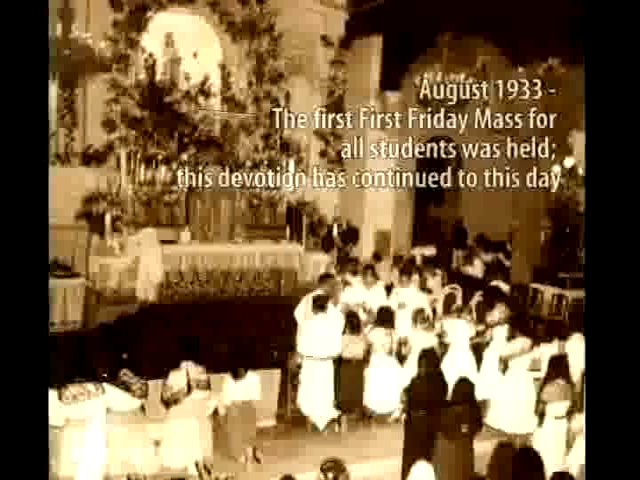 August 1933 -
The first First Friday Mass for
all students was held;
this devotion has continued to this day